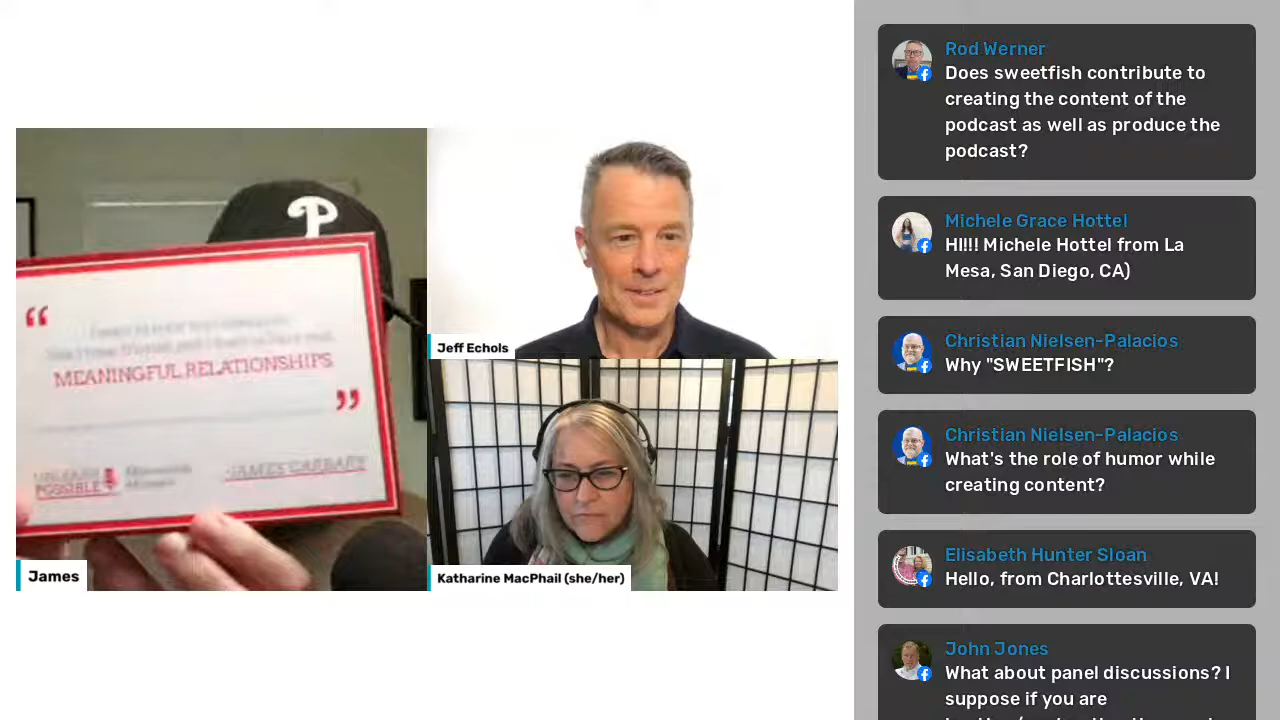 P
“
MEANINGFUL RELATIONSHIPS
”
POSSIBLE
JAMES CARBARY
James
Jeff Echols
Katharine MacPhail (she/her)
Rod Werner
Does sweetfish contribute to
creating the content of the
podcast as well as produce the
podcast?
Michele Grace Hottel
HI!!! Michele Hottel from La
Mesa, San Diego, CA)
Christian Nielsen-Palacios
Why "SWEETFISH"?
Christian Nielsen-Palacios
What's the role of humor while
creating content?
Elisabeth Hunter Sloan
Hello, from Charlottesville, VA!
John Jones
What about panel discussions? I
suppose if you are